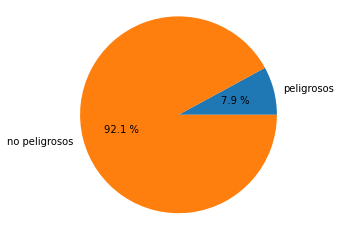 peligrosos
7.9 %
92.1 %
no peligrosos